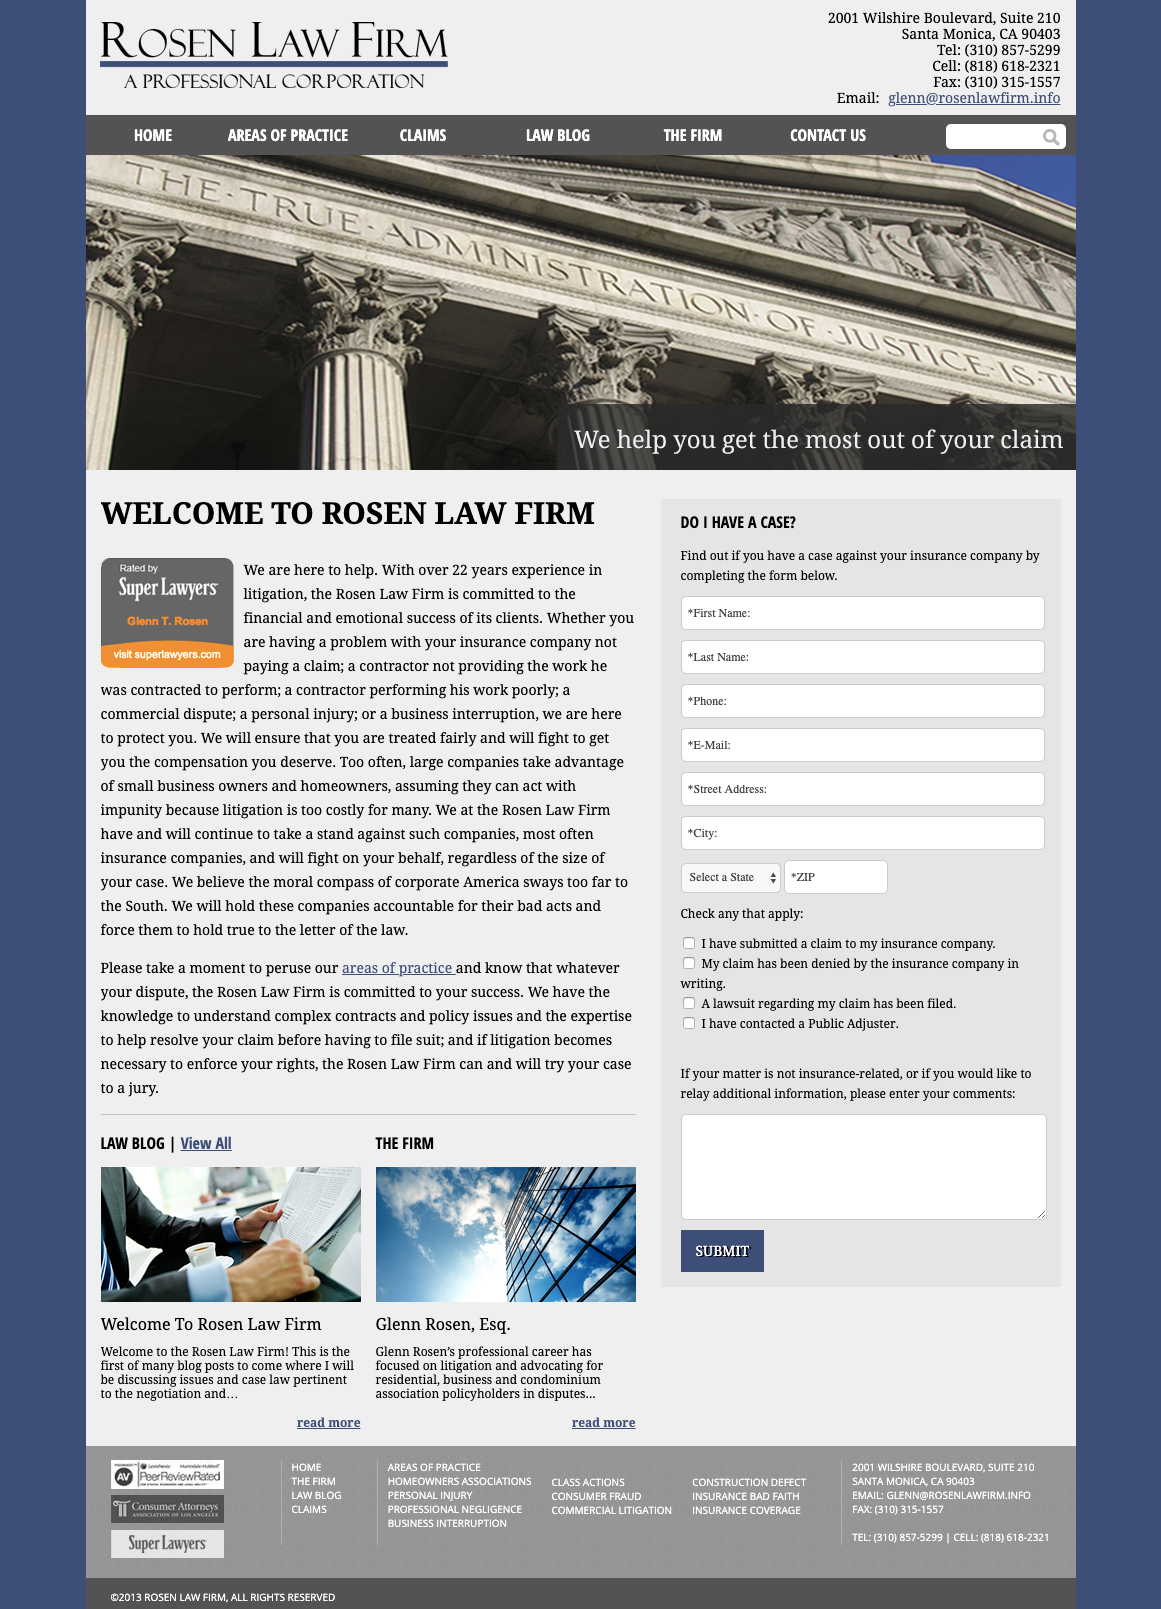 ROSEN LAW FIRM
A PROFESSIONAL CORPORATION
2001 Wilshire Boulevard, Suite 210
Santa Monica, CA 90403
Tel: (310) 857-5299
Cell: (818) 618-2321
Fax: (310) 315-1557
Email: glenn@rosenlawfirm.info
HOME AREAS OF PRACTICE CLAIMS LAW BLOG THE FIRM CONTACT US
THE·TRUE·ADMINISTRATION·OF·JUSTICE·IS·TH
We help you get the most out of your claim
WELCOME TO ROSEN LAW FIRM
Rated by
Super Lawyers
Glenn T. Rosen
visit superlawyers.com
We are here to help. With over 22 years experience in
litigation, the Rosen Law Firm is committed to the
financial and emotional success of its clients. Whether you
are having a problem with your insurance company not
paying a claim; a contractor not providing the work he
was contracted to perform; a contractor performing his work poorly; a
commercial dispute; a personal injury; or a business interruption, we are here
to protect you. We will ensure that you are treated fairly and will fight to get
you the compensation you deserve. Too often, large companies take advantage
of small business owners and homeowners, assuming they can act with
impunity because litigation is too costly for many. We at the Rosen Law Firm
have and will continue to take a stand against such companies, most often
insurance companies, and will fight on your behalf, regardless of the size of
your case. We believe the moral compass of corporate America sways too far to
the South. We will hold these companies accountable for their bad acts and
force them to hold true to the letter of the law.
Please take a moment to peruse our areas of practice and know that whatever
your dispute, the Rosen Law Firm is committed to your success. We have the
knowledge to understand complex contracts and policy issues and the expertise
to help resolve your claim before having to file suit; and if litigation becomes
necessary to enforce your rights, the Rosen Law Firm can and will try your case
to a jury.
DO I HAVE A CASE?
Find out if you have a case against your insurance company by
completing the form below.
*First Name:
*Last Name:
*Phone:
*E-Mail:
*Street Address:
*City:
Select a State *ZIP
Check any that apply:
I have submitted a claim to my insurance company.
My claim has been denied by the insurance company in
writing.
A lawsuit regarding my claim has been filed.
I have contacted a Public Adjuster.
If your matter is not insurance-related, or if you would like to
relay additional information, please enter your comments:
SUBMIT
LAW BLOG | View All
Welcome To Rosen Law Firm
Welcome to the Rosen Law Firm! This is the
first of many blog posts to come where I will
be discussing issues and case law pertinent
to the negotiation and…
read more
THE FIRM
Glenn Rosen, Esq.
Glenn Rosen's professional career has
focused on litigation and advocating for
residential, business and condominium
association policyholders in disputes...
read more
LexisNexis Martindale-Hubbell
AV PeerReviewRated
Consumer Attorneys
ASSOCIATION OF LOS ANGELES
Super Lawyers
HOME
THE FIRM
LAW BLOG
CLAIMS
AREAS OF PRACTICE
HOMEOWNERS ASSOCIATIONS
PERSONAL INJURY
PROFESSIONAL NEGLIGENCE
BUSINESS INTERRUPTION
CLASS ACTIONS
CONSUMER FRAUD
COMMERCIAL LITIGATION
CONSTRUCTION DEFECT
INSURANCE BAD FAITH
INSURANCE COVERAGE
2001 WILSHIRE BOULEVARD, SUITE 210
SANTA MONICA, CA 90403
EMAIL: GLENN@ROSENLAWFIRM.INFO
FAX: (310) 315-1557
TEL: (310) 857-5299 | CELL: (818) 618-2321
©2013 ROSEN LAW FIRM, ALL RIGHTS RESERVED